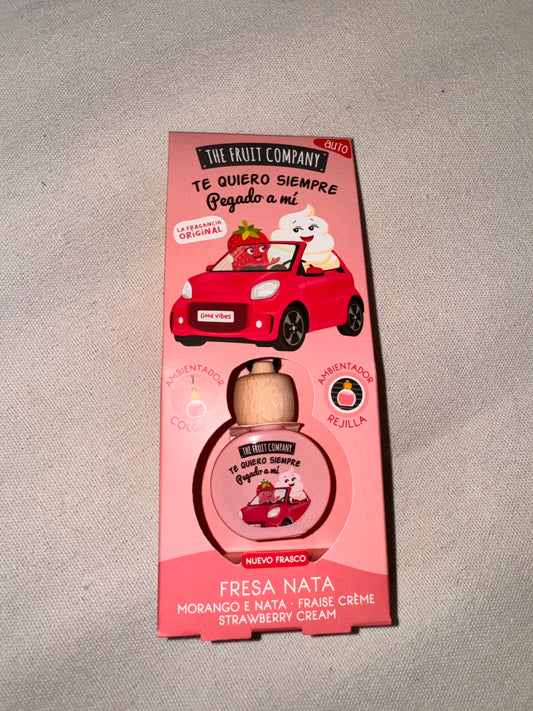 auto
THE FRUIT COMPANY
TE QUIERO SIEMPRE
Pegado a mí
LA FRAGANCIA
ORIGINAL
Good Vibes
AMBIENTADOR
AMBIENTADOR
REJILLA
THE FRUIT COMPANY
TE QUIERO SIEMPRE
Pegado a mí
NUEVO FRASCO
FRESA NATA
MORANGO E NATA · FRAISE CRÈME
STRAWBERRY CREAM